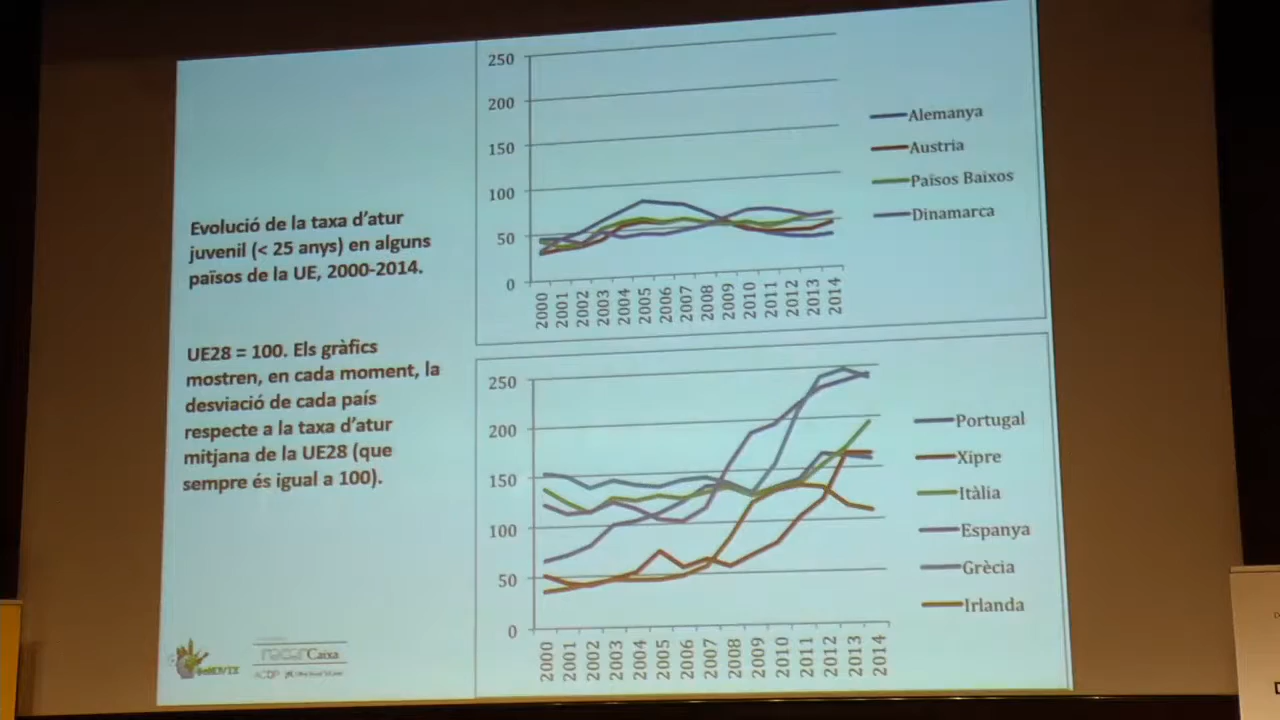 Evolució de la taxa d'atur
juvenil (< 25 anys) en alguns
països de la UE, 2000-2014.
UE28 = 100. Els gràfics
mostren, en cada moment, la
desviació de cada país
respecte a la taxa d'atur
mitjana de la UE28 (que
sempre és igual a 100).
250
200
150
100
50
0
2000 2001 2002 2003 2004 2005 2006 2007 2008 2009 2010 2011 2012 2013 2014
Alemanya
Austria
Països Baixos
Dinamarca
250
200
150
100
50
0
2000 2001 2002 2003 2004 2005 2006 2007 2008 2009 2010 2011 2012 2013 2014
Portugal
Xipre
Itàlia
Espanya
Grècia
Irlanda
recerCaixa